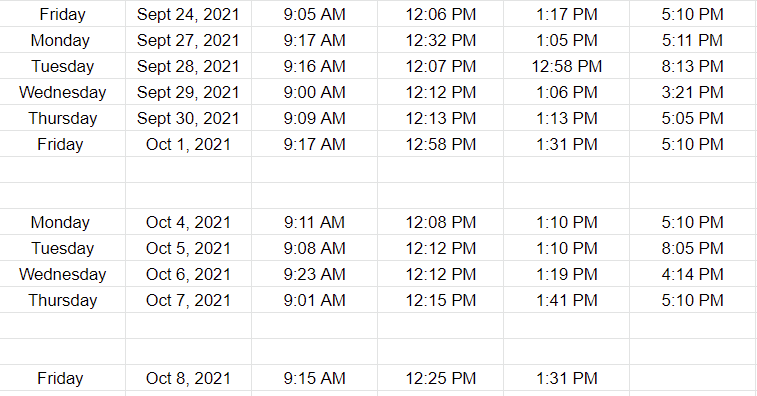 Friday Sept 24, 2021 9:05 AM 12:06 PM 1:17 PM 5:10 PM
Monday Sept 27, 2021 9:17 AM 12:32 PM 1:05 PM 5:11 PM
Tuesday Sept 28, 2021 9:16 AM 12:07 PM 12:58 PM 8:13 PM
Wednesday Sept 29, 2021 9:00 AM 12:12 PM 1:06 PM 3:21 PM
Thursday Sept 30, 2021 9:09 AM 12:13 PM 1:13 PM 5:05 PM
Friday Oct 1, 2021 9:17 AM 12:58 PM 1:31 PM 5:10 PM
Monday Oct 4, 2021 9:11 AM 12:08 PM 1:10 PM 5:10 PM
Tuesday Oct 5, 2021 9:08 AM 12:12 PM 1:10 PM 8:05 PM
Wednesday Oct 6, 2021 9:23 AM 12:12 PM 1:19 PM 4:14 PM
Thursday Oct 7, 2021 9:01 AM 12:15 PM 1:41 PM 5:10 PM
Friday Oct 8, 2021 9:15 AM 12:25 PM 1:31 PM